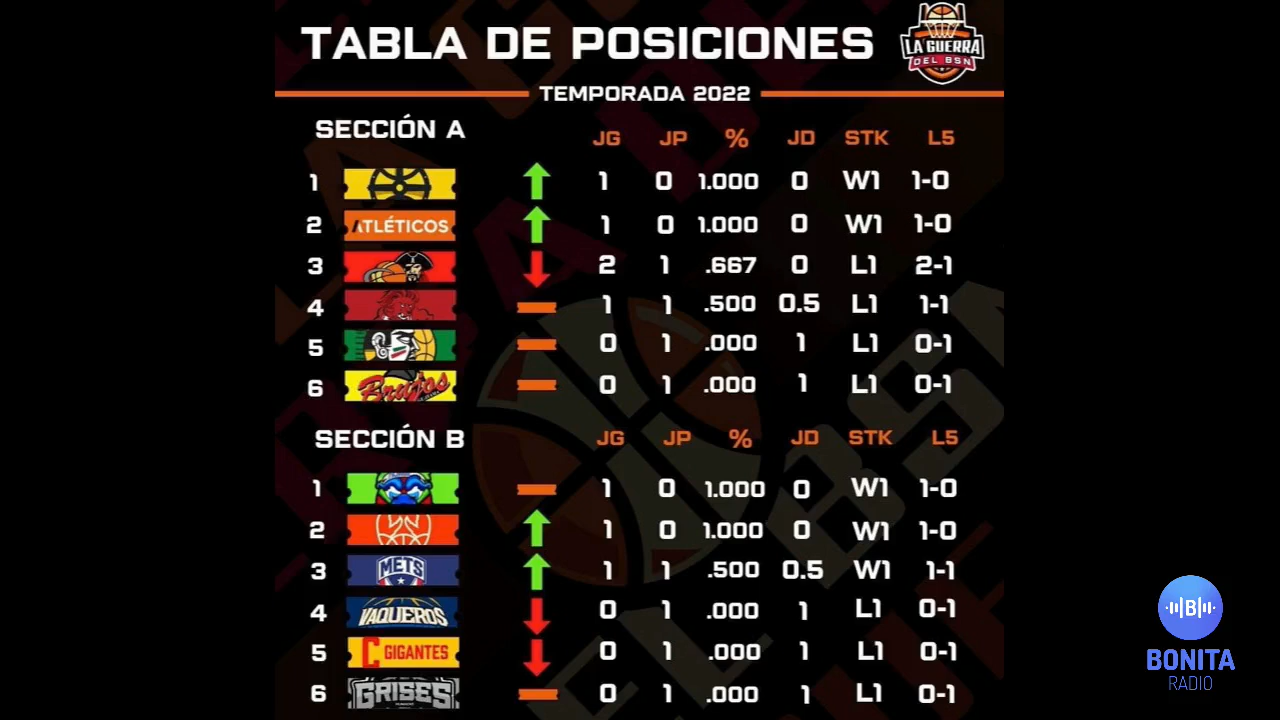 TABLA DE POSICIONES
LA GUERRA
DEL BSN
TEMPORADA 2022
SECCIÓN A JG JP % JD STK L5
1 1 0 1.000 0 W1 1-0
2 ATLÉTICOS 1 0 1.000 0 W1 1-0
3 2 1 .667 0 L1 2-1
4 1 1 .500 0.5 L1 1-1
5 0 1 .000 1 L1 0-1
6 Brujos 0 1 .000 1 L1 0-1
SECCIÓN B JG JP % JD STK L5
1 1 0 1.000 0 W1 1-0
2 1 0 1.000 0 W1 1-0
3 METS 1 1 .500 0.5 W1 1-1
4 VAQUEROS 0 1 .000 1 L1 0-1
5 C GIGANTES 0 1 .000 1 L1 0-1
6 GRISES 0 1 .000 1 L1 0-1
B
BONITA
RADIO